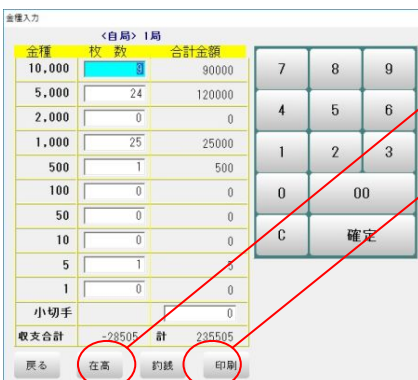 金種入力
<自局> 1局
金種 枚 数 合計金額
10,000 9 90000
5,000 24 120000
2,000 0 0
1,000 25 25000
500 1 500
100 0 0
50 0 0
10 0 0
5 1 5
1 0 0
小切手 0
収支合計 -28505 計 235505
戻る 在高 釣銭 印刷
7 8 9
4 5 6
1 2 3
0 00
C 確定